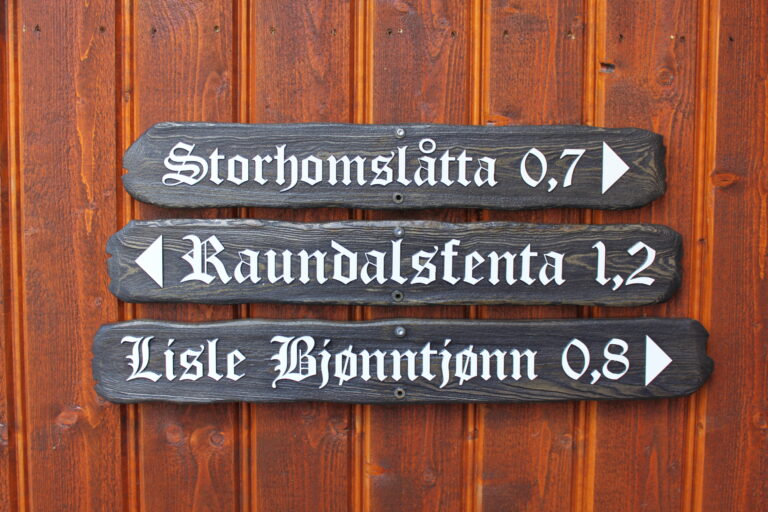 Storhomslåtta 0,7
Raundalsfenta 1,2
Lisle Bjønntjønn 0,8